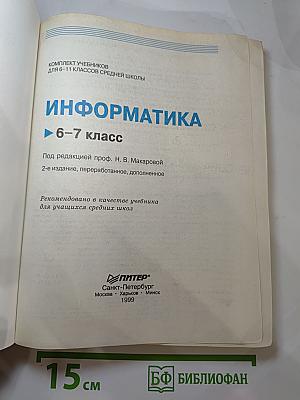 КОМПЛЕКТ УЧЕБНИКОВ
ДЛЯ 6–11 КЛАССОВ СРЕДНЕЙ ШКОЛЫ
ИНФОРМАТИКА
6–7 класс
Под редакцией проф. Н. В. Макаровой
2-е издание, переработанное, дополненное
Рекомендовано в качестве учебника
для учащихся средних школ
ПИТЕР
Санкт-Петербург
Москва · Харьков · Минск
1999
15 см
БФ БИБЛИОФАН